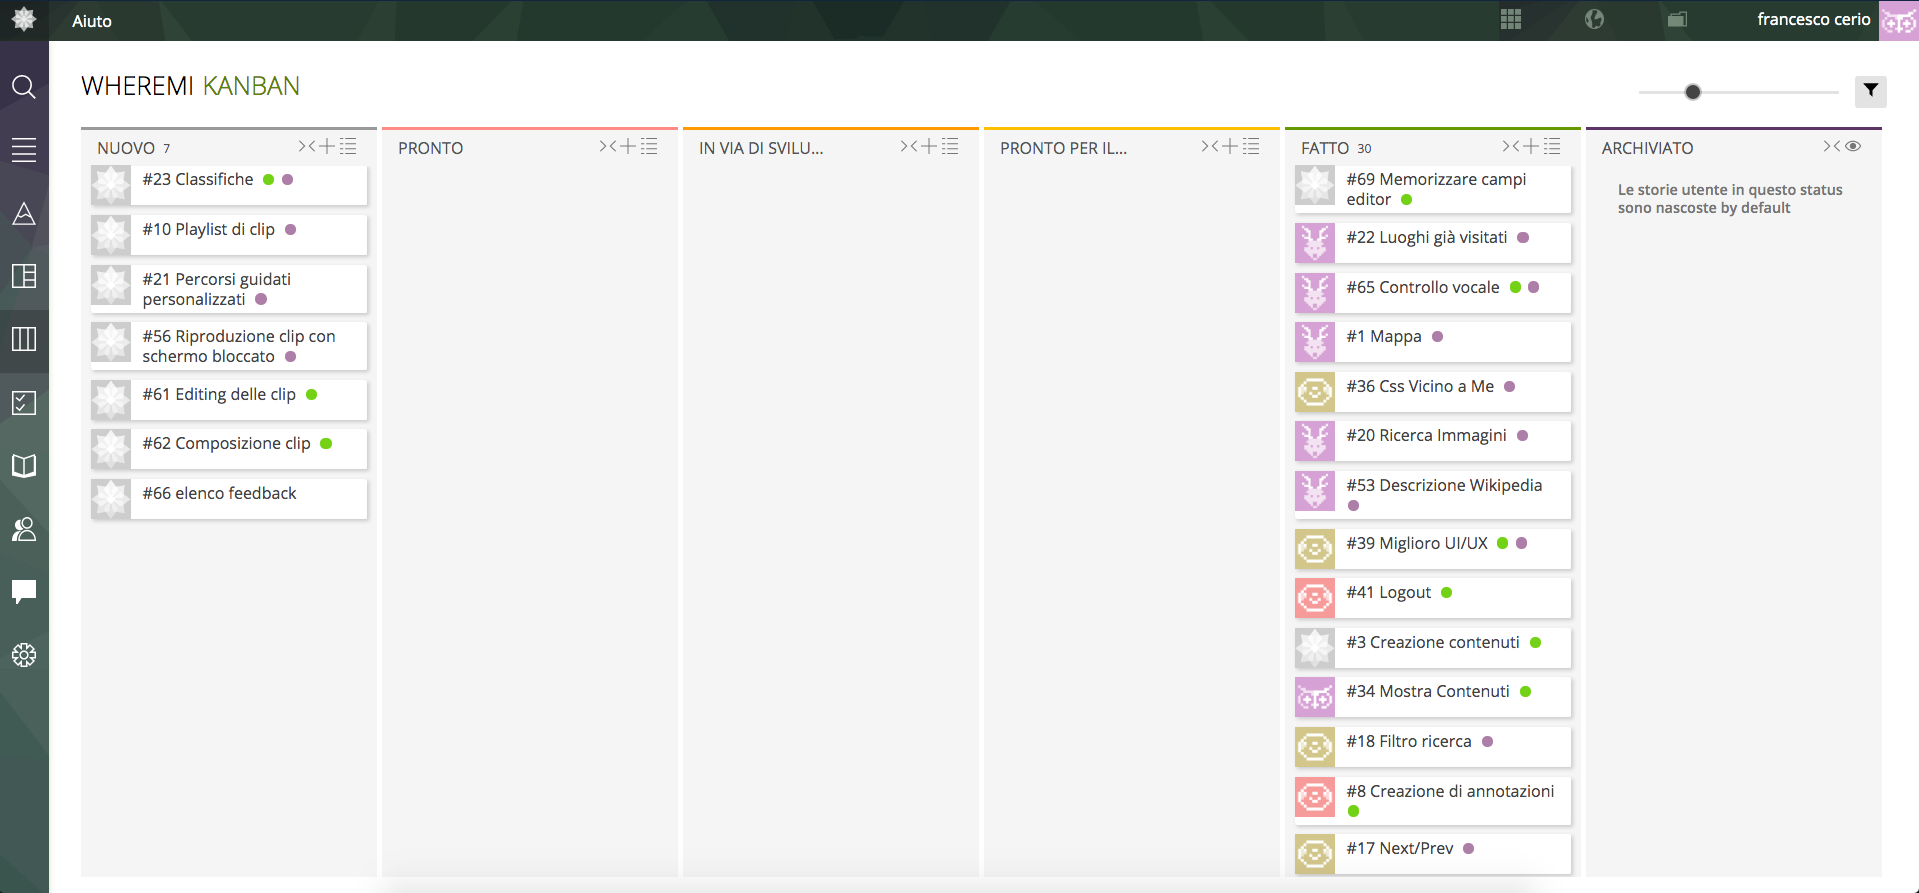 Aiuto
francesco cerio
WHEREMI KANBAN
NUOVO 7
#23 Classifiche
#10 Playlist di clip
#21 Percorsi guidati
personalizzati
#56 Riproduzione clip con
schermo bloccato
#61 Editing delle clip
#62 Composizione clip
#66 elenco feedback
PRONTO
IN VIA DI SVILU...
PRONTO PER IL...
FATTO 30
#69 Memorizzare campi
editor
#22 Luoghi già visitati
#65 Controllo vocale
#1 Mappa
#36 Css Vicino a Me
#20 Ricerca Immagini
#53 Descrizione Wikipedia
#39 Miglioro UI/UX
#41 Logout
#3 Creazione contenuti
#34 Mostra Contenuti
#18 Filtro ricerca
#8 Creazione di annotazioni
#17 Next/Prev
ARCHIVIATO
Le storie utente in questo status
sono nascoste by default